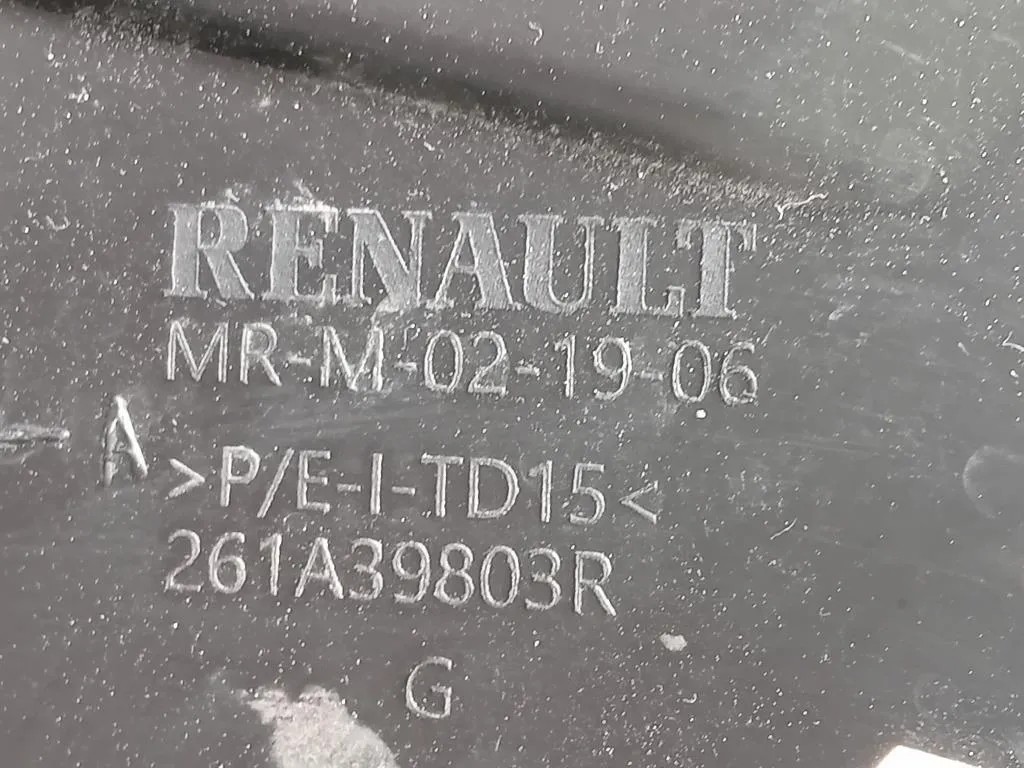 RENAULT
MR-M-02-19-06
A
>P/E-I-TD15<
261A39803R
G